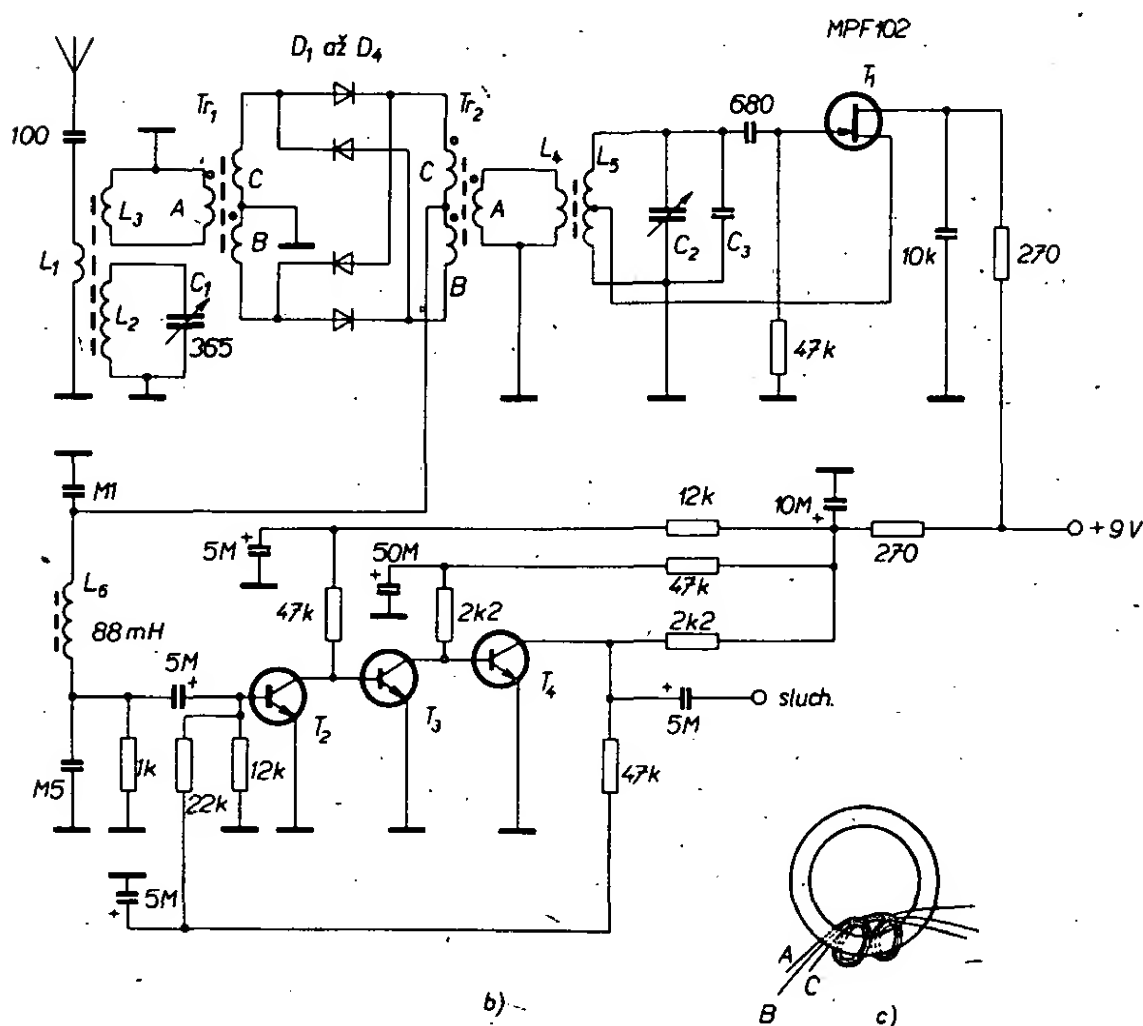 MPF102
D₁ až D₄
T₁
Tr₁
Tr₂
680
100
C
C
L₄
L₅
L₃
A
A
B
B
C₂
C₃
10k
270
L₁
C₁
L₂
365
47k
M1
12k
10M
+
+9V
5M
+
50M
+
47k
270
L₆
47k
2k2
2k2
88mH
5M
+
T₂
T₃
T₄
+
5M
sluch.
M5
1k
22k
12k
47k
5M
+
A
C
B
b)
c)